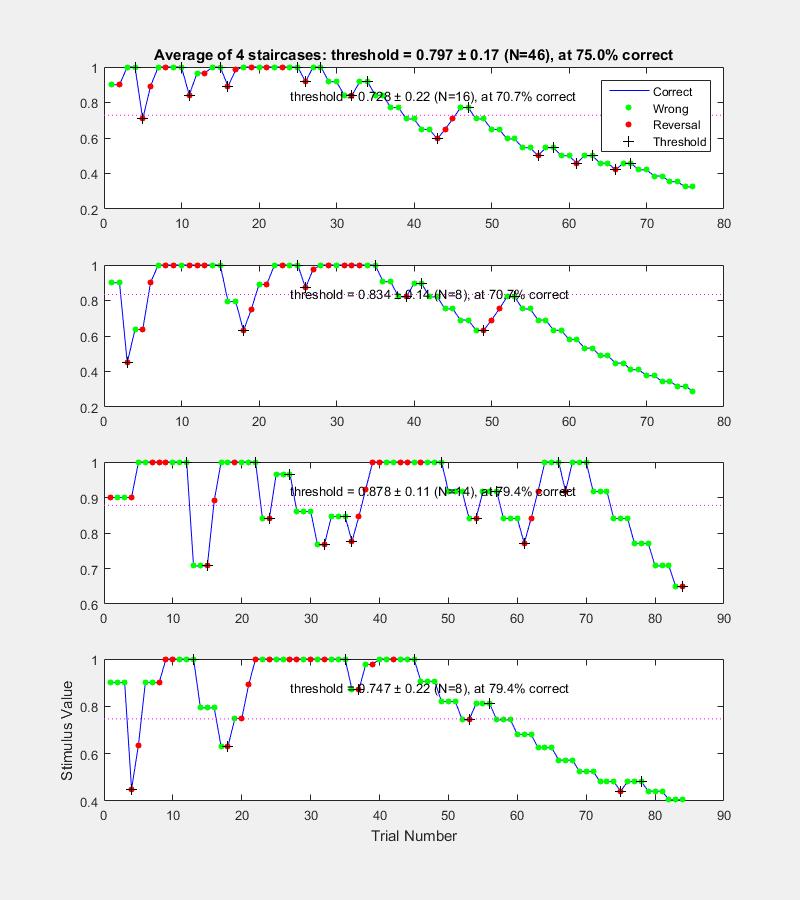 Average of 4 staircases: threshold = 0.797 ± 0.17 (N=46), at 75.0% correct
1
0.8
0.6
0.4
0.2
threshold = 0.728 ± 0.22 (N=16), at 70.7% correct
Correct
Wrong
Reversal
Threshold
0 10 20 30 40 50 60 70 80
1
0.8
0.6
0.4
0.2
threshold = 0.834 ± 0.14 (N=8), at 70.7% correct
0 10 20 30 40 50 60 70 80
1
0.9
0.8
0.7
0.6
threshold = 0.878 ± 0.11 (N=14), at 79.4% correct
0 10 20 30 40 50 60 70 80 90
1
0.8
0.6
0.4
Stimulus Value
threshold = 0.747 ± 0.22 (N=8), at 79.4% correct
0 10 20 30 40 50 60 70 80 90
Trial Number